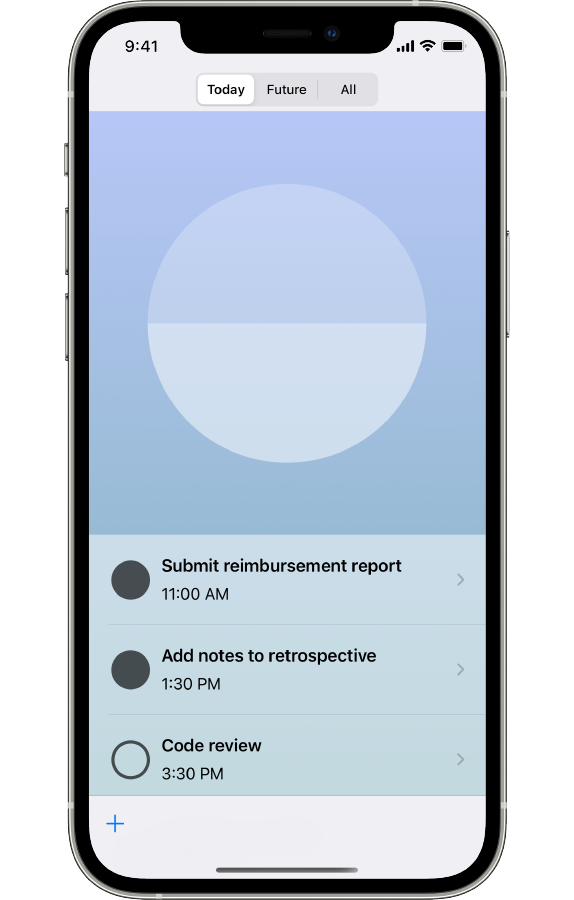 9:41
Today Future All
Submit reimbursement report
11:00 AM
Add notes to retrospective
1:30 PM
Code review
3:30 PM